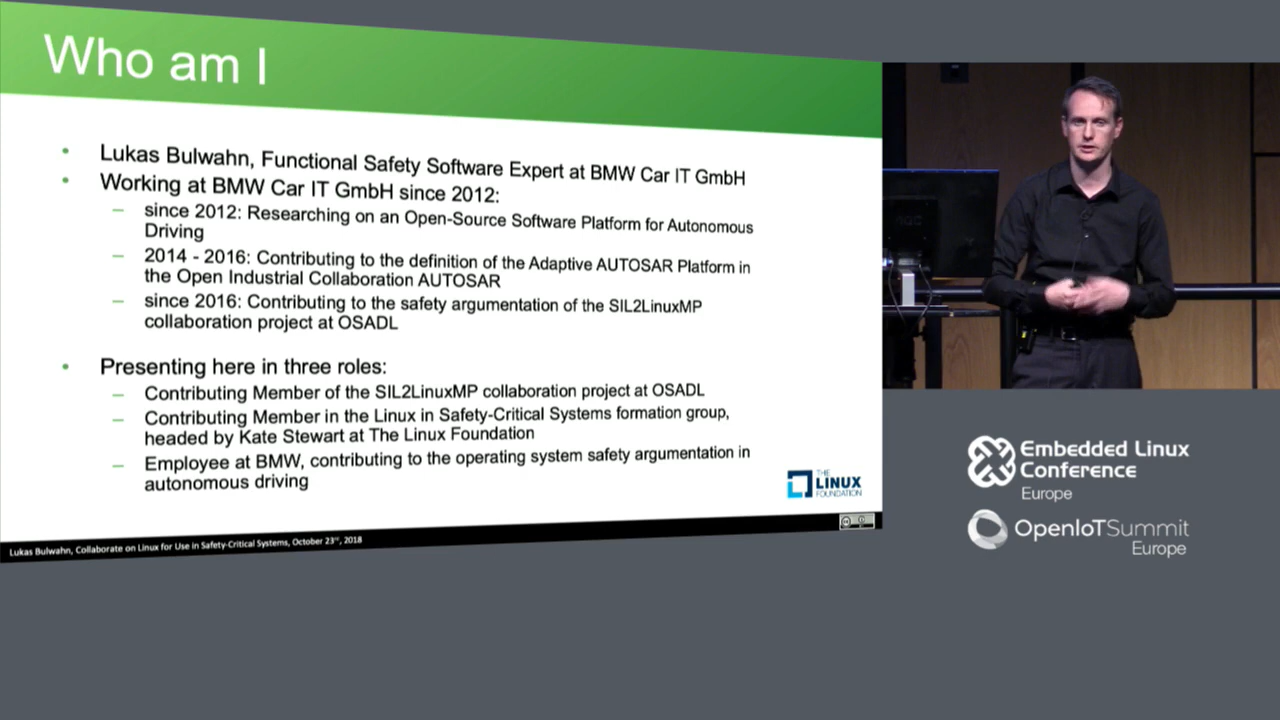 Who am I
Lukas Bulwahn, Functional Safety Software Expert at BMW Car IT GmbH
Working at BMW Car IT GmbH since 2012:
since 2012: Researching on an Open-Source Software Platform for Autonomous
Driving
2014 - 2016: Contributing to the definition of the Adaptive AUTOSAR Platform in
the Open Industrial Collaboration AUTOSAR
since 2016: Contributing to the safety argumentation of the SIL2LinuxMP
collaboration project at OSADL
Presenting here in three roles:
Contributing Member of the SIL2LinuxMP collaboration project at OSADL
Contributing Member in the Linux in Safety-Critical Systems formation group,
headed by Kate Stewart at The Linux Foundation
Employee at BMW, contributing to the operating system safety argumentation in
autonomous driving
THE
LINUX
FOUNDATION
Lukas Bulwahn, Collaborate on Linux for Use in Safety-Critical Systems, October 23rd, 2018
Embedded Linux
Conference
Europe
OpenIoTSummit
Europe